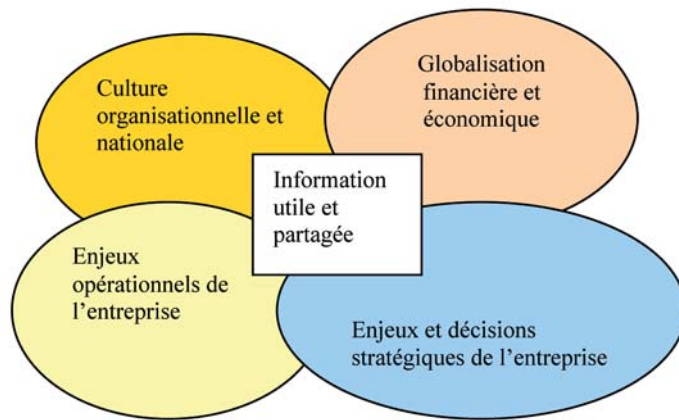 Culture
organisationnelle et
nationale
Globalisation
financière et
économique
Information
utile et
partagée
Enjeux
opérationnels de
l’entreprise
Enjeux et décisions
stratégiques de l’entreprise